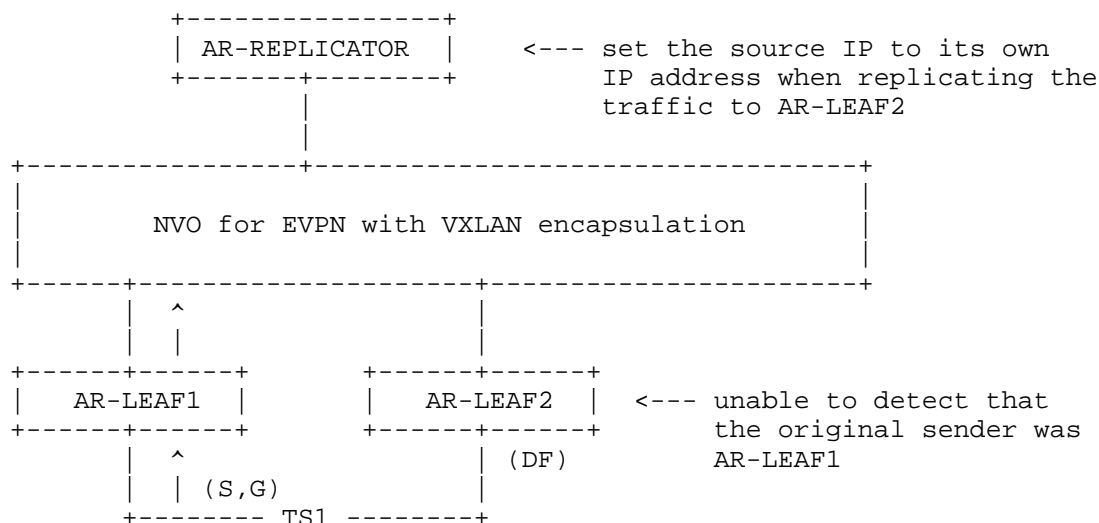 AR-REPLICATOR <--- set the source IP to its own
IP address when replicating the
traffic to AR-LEAF2
NVO for EVPN with VXLAN encapsulation
AR-LEAF1 AR-LEAF2 <--- unable to detect that
the original sender was
(DF) AR-LEAF1
(S,G)
TS1